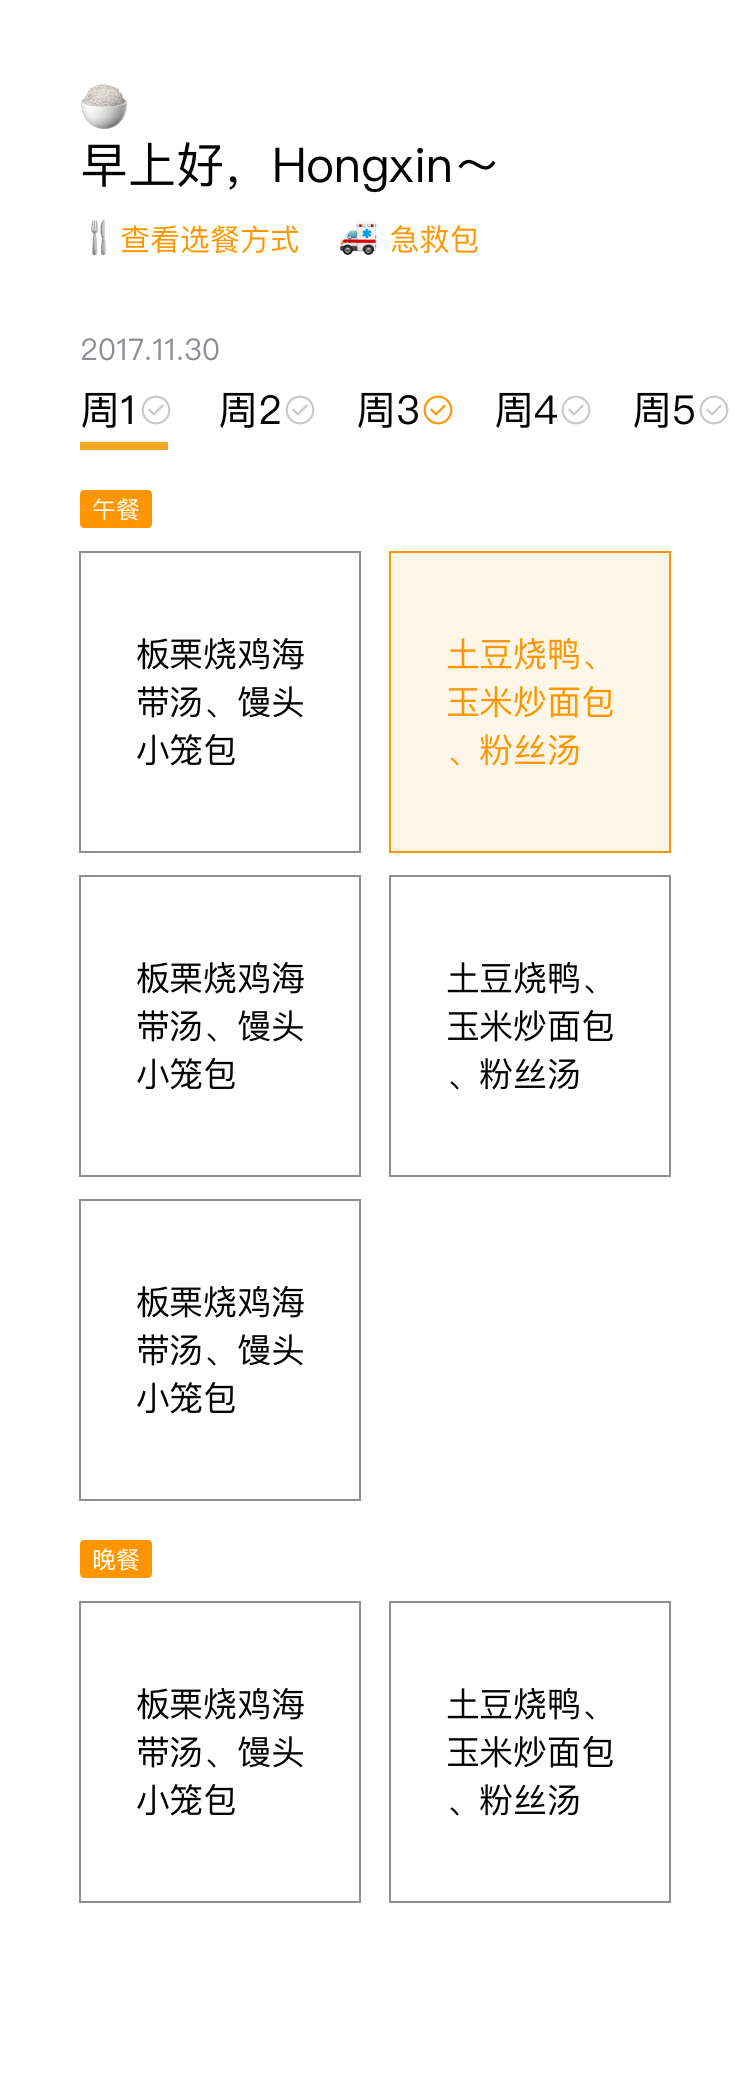 早上好，Hongxin～
查看选餐方式 急救包
2017.11.30
周1 周2 周3 周4 周5
午餐
板栗烧鸡海
带汤、馒头
小笼包
土豆烧鸭、
玉米炒面包
、粉丝汤
板栗烧鸡海
带汤、馒头
小笼包
土豆烧鸭、
玉米炒面包
、粉丝汤
板栗烧鸡海
带汤、馒头
小笼包
晚餐
板栗烧鸡海
带汤、馒头
小笼包
土豆烧鸭、
玉米炒面包
、粉丝汤